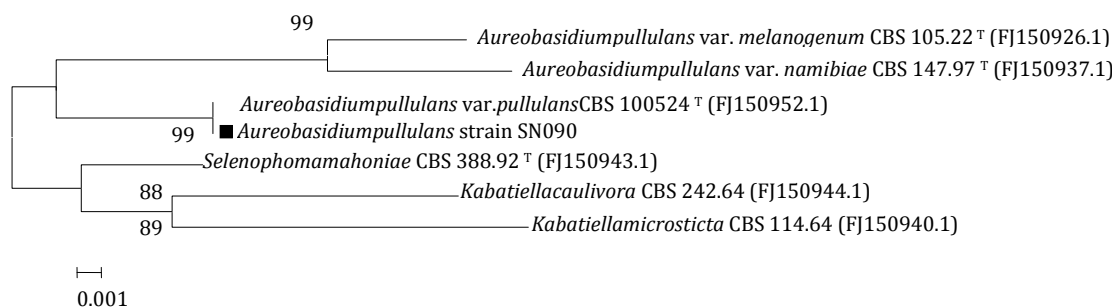 99
Aureobasidiumpullulans var. melanogenum CBS 105.22 ᵀ (FJ150926.1)
Aureobasidiumpullulans var. namibiae CBS 147.97 ᵀ (FJ150937.1)
Aureobasidiumpullulans var.pullulansCBS 100524 ᵀ (FJ150952.1)
99 ■ Aureobasidiumpullulans strain SN090
Selenophomamahoniae CBS 388.92 ᵀ (FJ150943.1)
88 Kabatiellacaulivora CBS 242.64 (FJ150944.1)
89 Kabatiellamicrosticta CBS 114.64 (FJ150940.1)
0.001